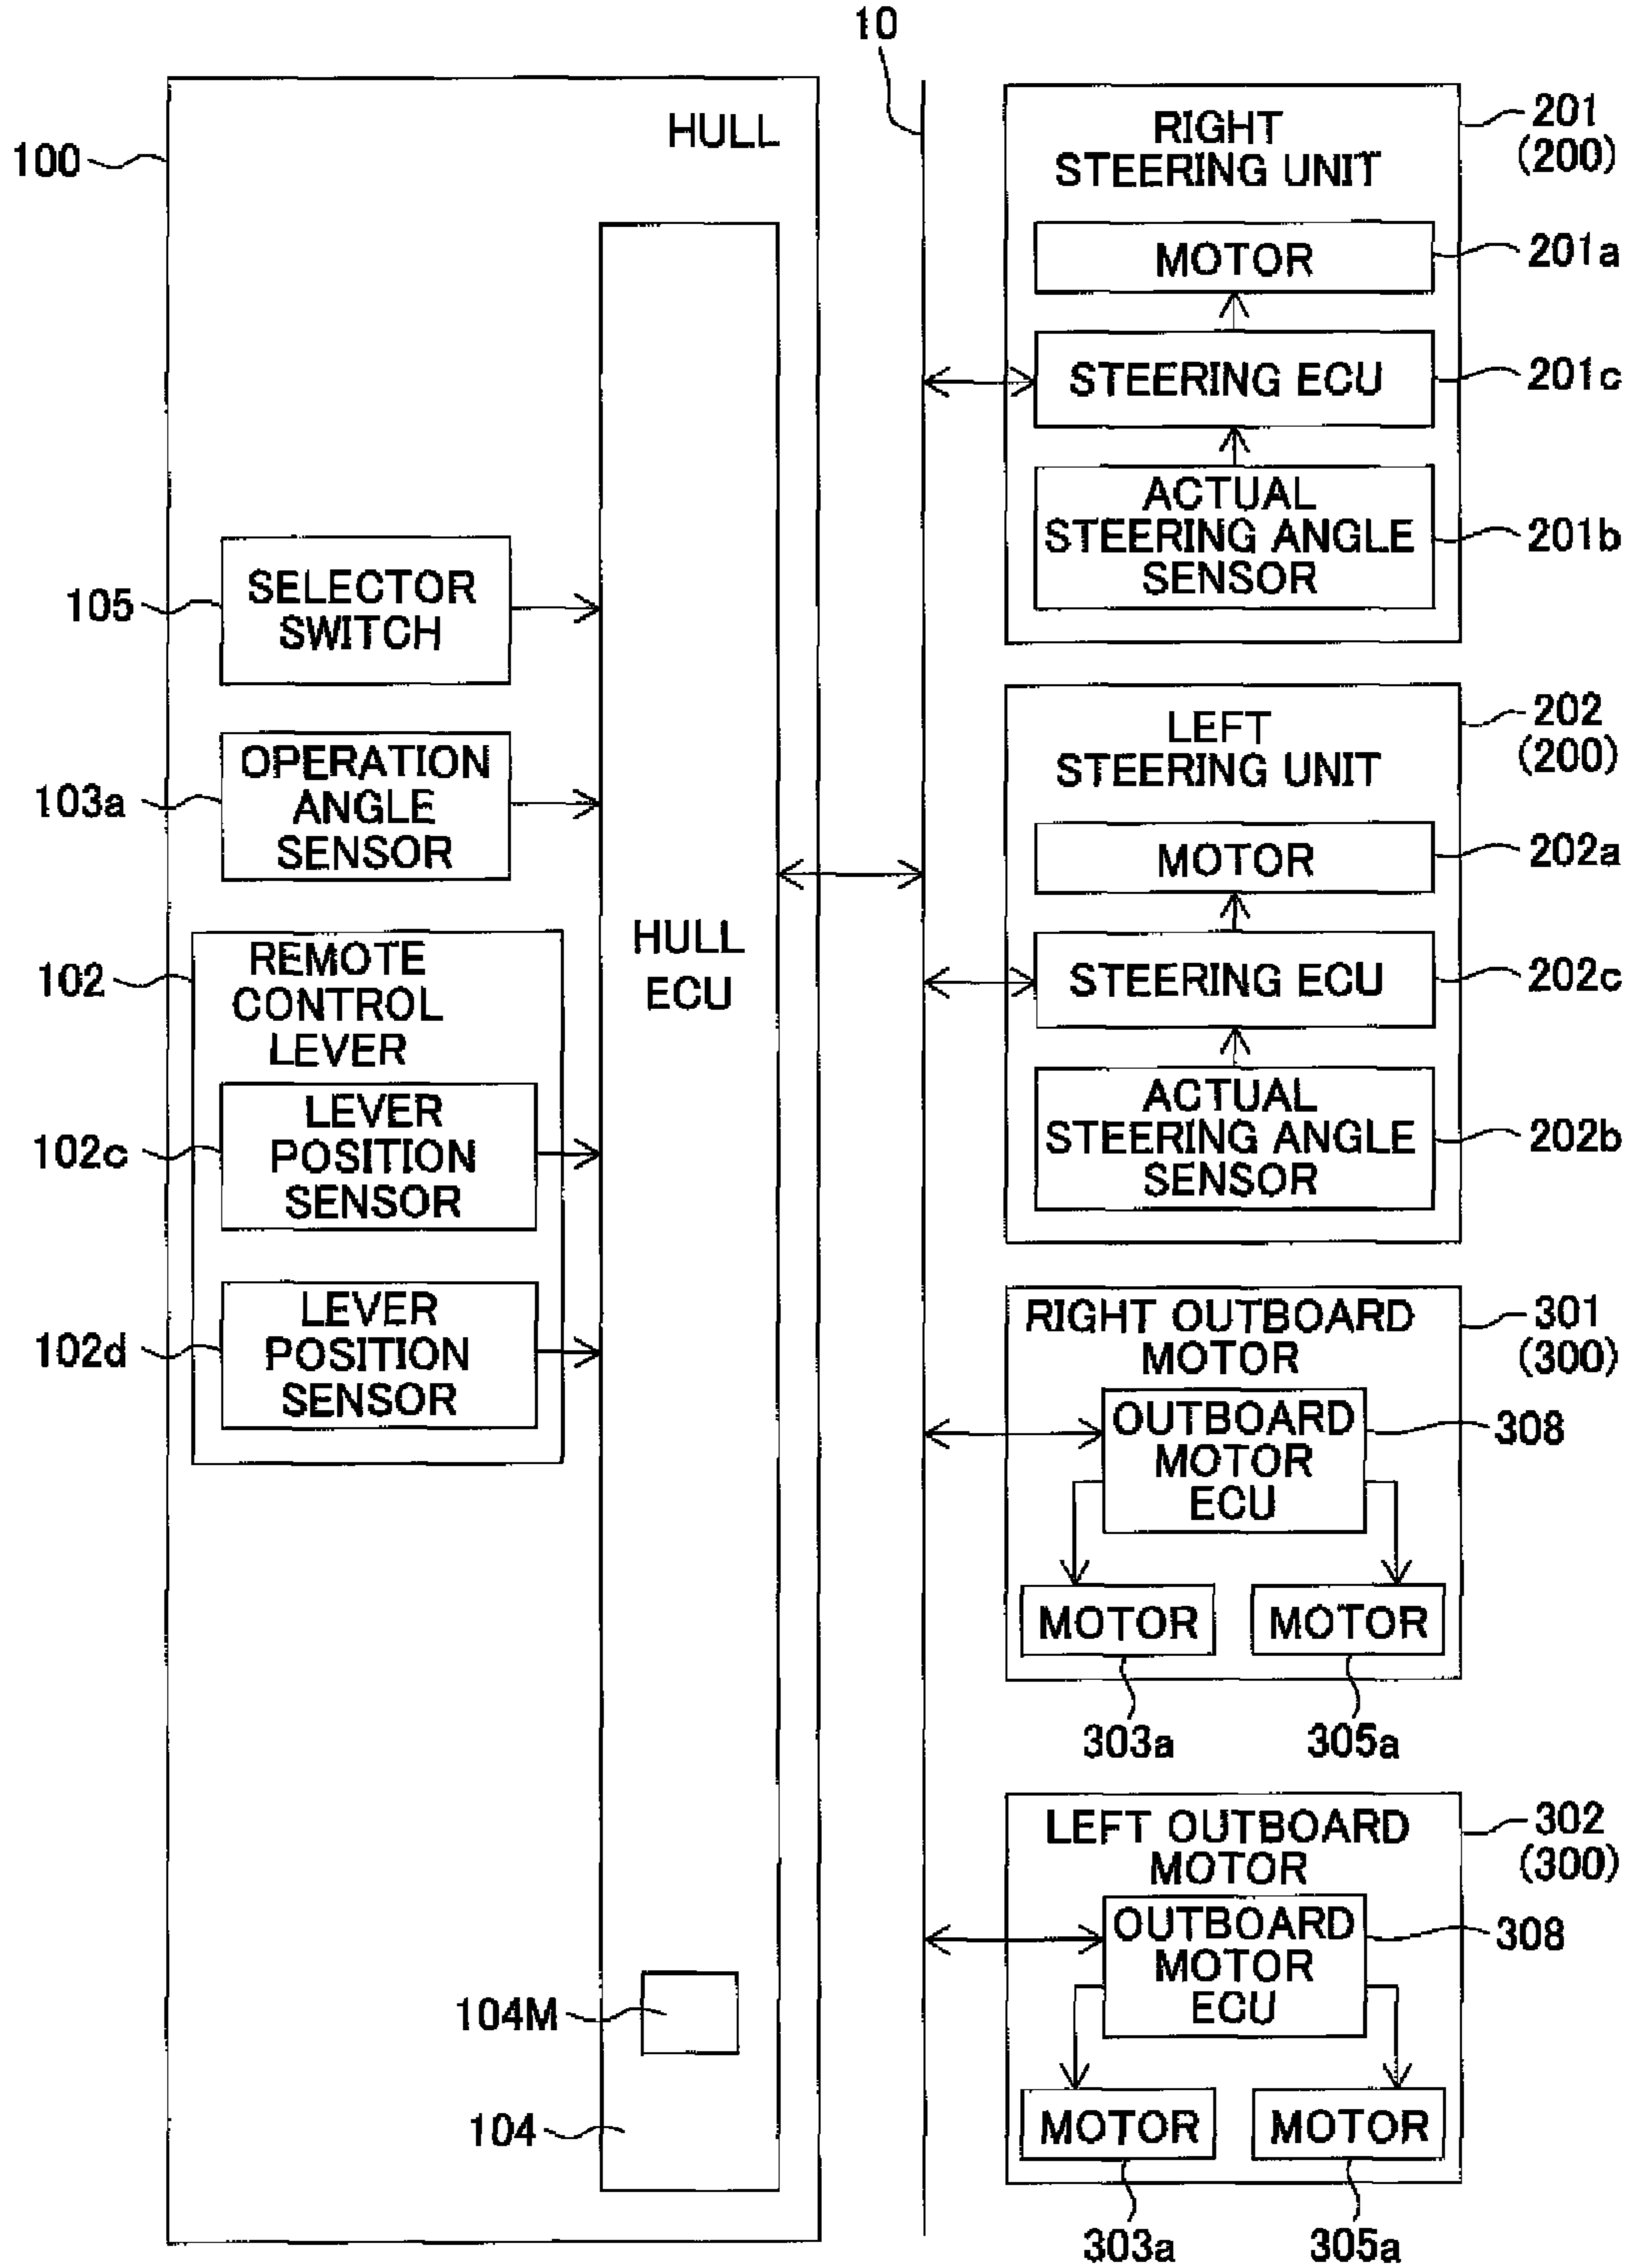 10
HULL
100
SELECTOR
SWITCH
105
OPERATION
ANGLE
SENSOR
103a
REMOTE
CONTROL
LEVER
102
LEVER
POSITION
SENSOR
102c
LEVER
POSITION
SENSOR
102d
HULL
ECU
104M
104
RIGHT
STEERING UNIT
201
(200)
MOTOR
201a
STEERING ECU
201c
ACTUAL
STEERING ANGLE
SENSOR
201b
LEFT
STEERING UNIT
202
(200)
MOTOR
202a
STEERING ECU
202c
ACTUAL
STEERING ANGLE
SENSOR
202b
RIGHT OUTBOARD
MOTOR
301
(300)
OUTBOARD
MOTOR
ECU
308
MOTOR
MOTOR
303a
305a
LEFT OUTBOARD
MOTOR
302
(300)
OUTBOARD
MOTOR
ECU
308
MOTOR
MOTOR
303a
305a